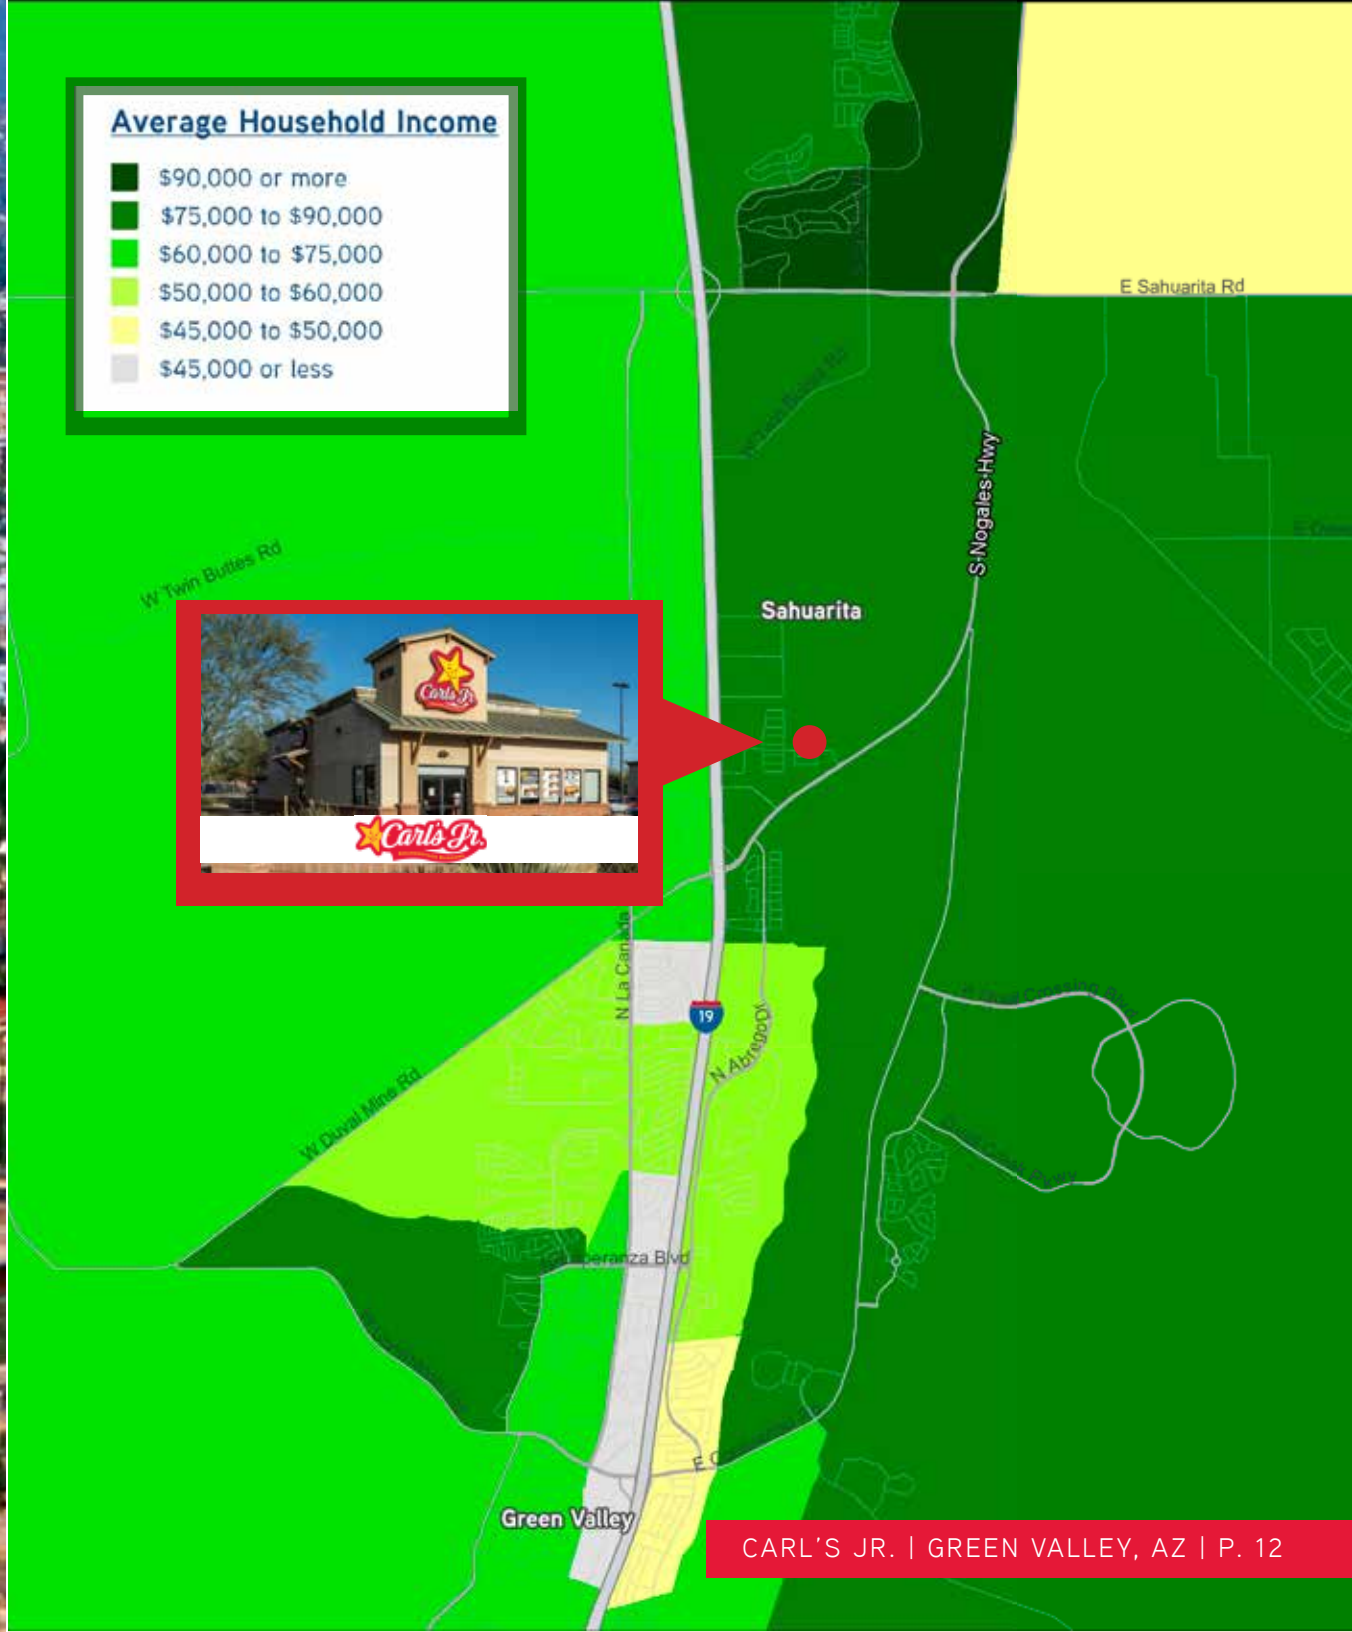 Average Household Income
$90,000 or more
$75,000 to $90,000
$60,000 to $75,000
$50,000 to $60,000
$45,000 to $50,000
$45,000 or less
E Sahuarita Rd
S Nogales Hwy
W Twin Buttes Rd
Sahuarita
Carl's Jr.
Carl's Jr.
N La Canada
19
N Abrego
W Duval Mine Rd
Blvd
Green Valley
CARL'S JR. | GREEN VALLEY, AZ | P. 12